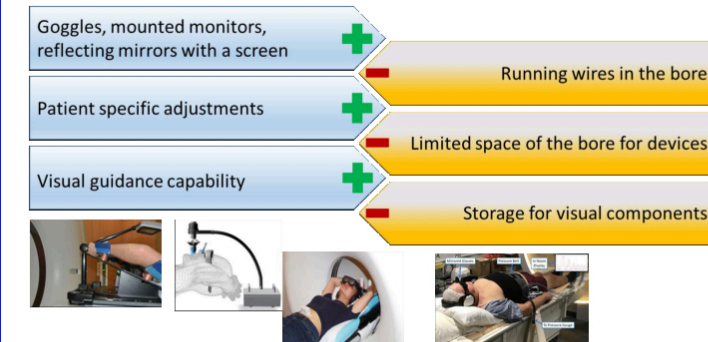 Goggles, mounted monitors,
reflecting mirrors with a screen
Running wires in the bore
Patient specific adjustments
Limited space of the bore for devices
Visual guidance capability
Storage for visual components